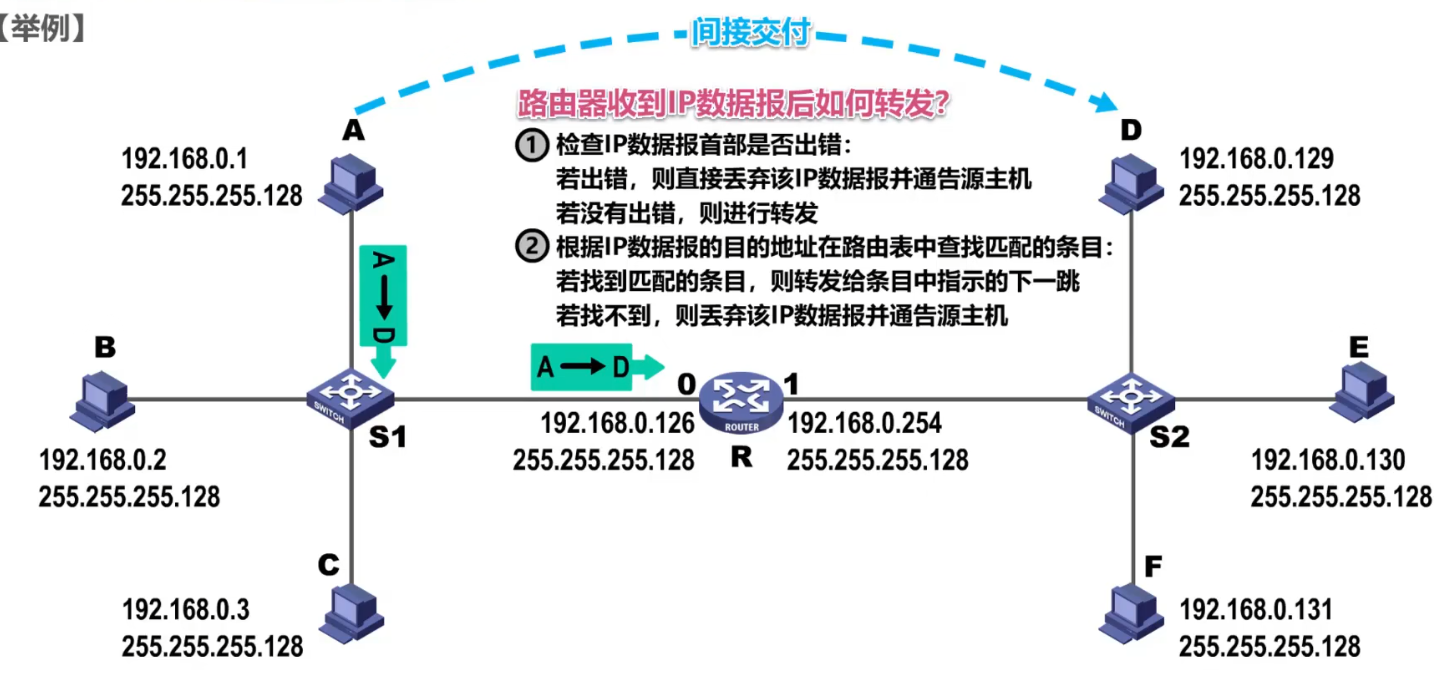 【举例】
间接交付
路由器收到IP数据报后如何转发？
① 检查IP数据报首部是否出错：
若出错，则直接丢弃该IP数据报并通告源主机
若没有出错，则进行转发
② 根据IP数据报的目的地址在路由表中查找匹配的条目：
若找到匹配的条目，则转发给条目中指示的下一跳
若找不到，则丢弃该IP数据报并通告源主机
A
192.168.0.1
255.255.255.128
D
192.168.0.129
255.255.255.128
A→D
B
192.168.0.2
255.255.255.128
SWITCH
S1
A→D
0
1
192.168.0.126
255.255.255.128
ROUTER
R
192.168.0.254
255.255.255.128
SWITCH
S2
E
192.168.0.130
255.255.255.128
C
192.168.0.3
255.255.255.128
F
192.168.0.131
255.255.255.128